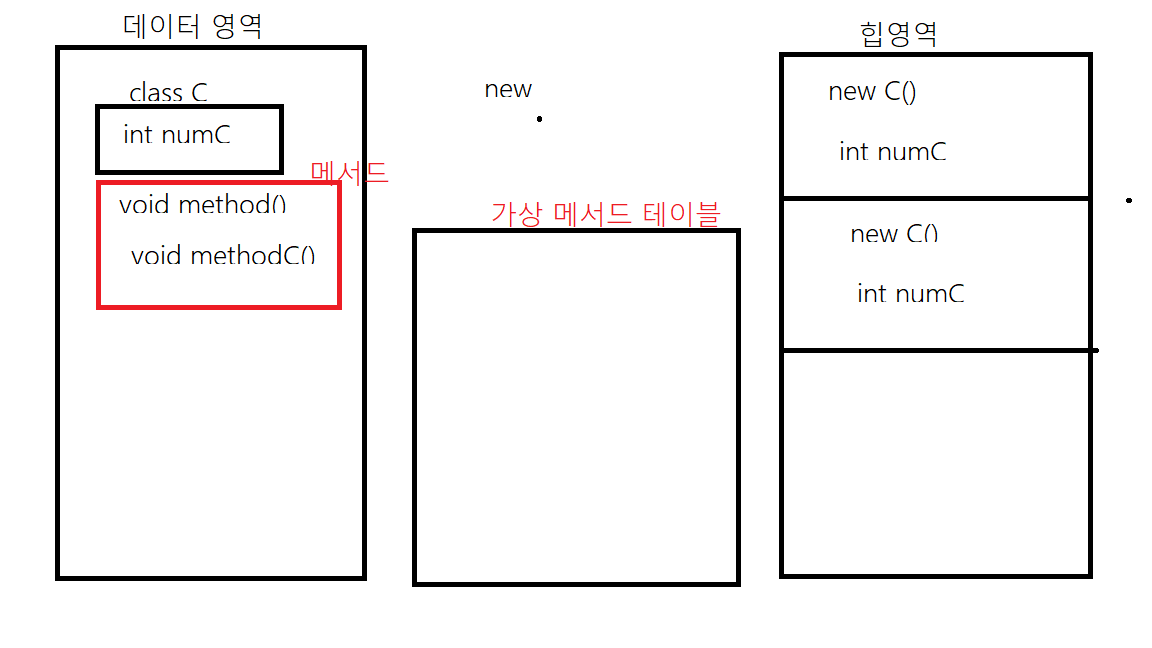 데이터 영역
class C
int numC
메서드
void method()
void methodC()
new
가상 메서드 테이블
힙영역
new C()
int numC
new C()
int numC